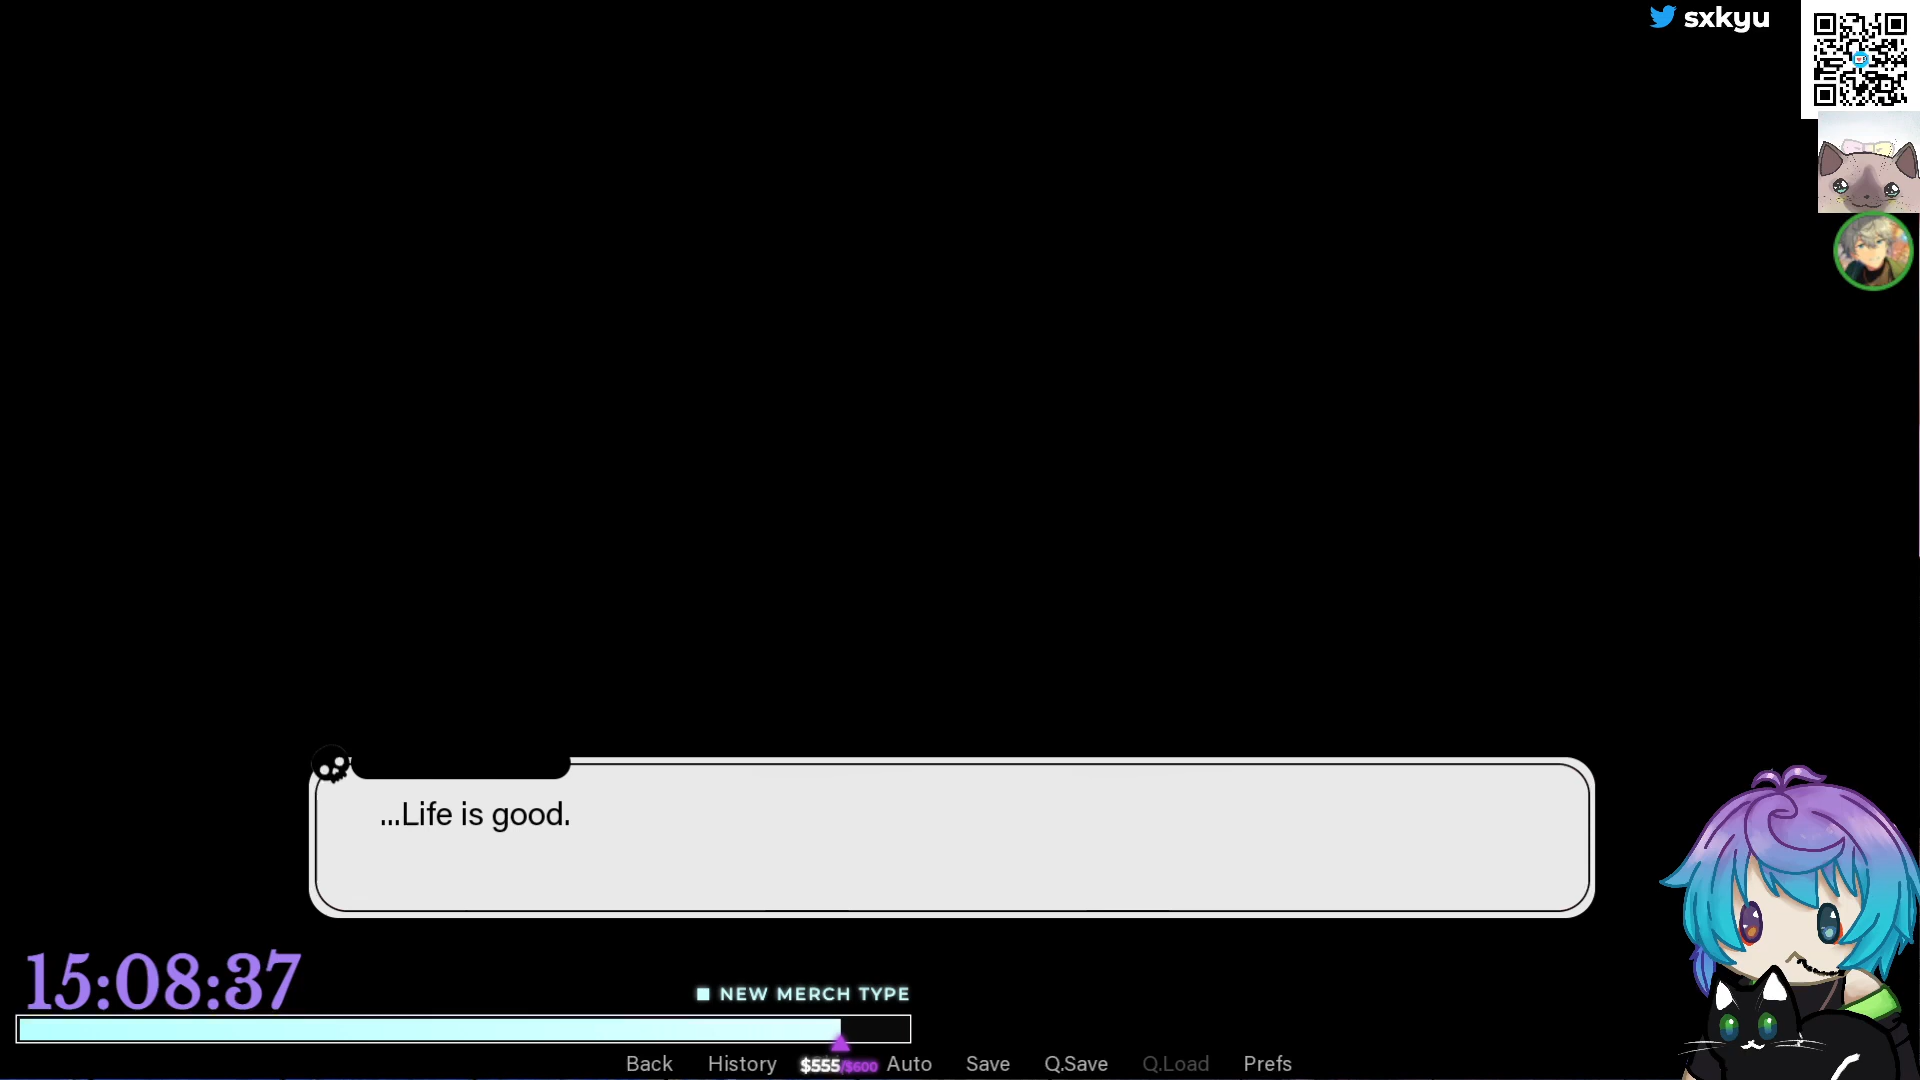 sxkyu
...Life is good.
15:08:37
NEW MERCH TYPE
Back History $555/$600 Auto Save Q.Save Q.Load Prefs